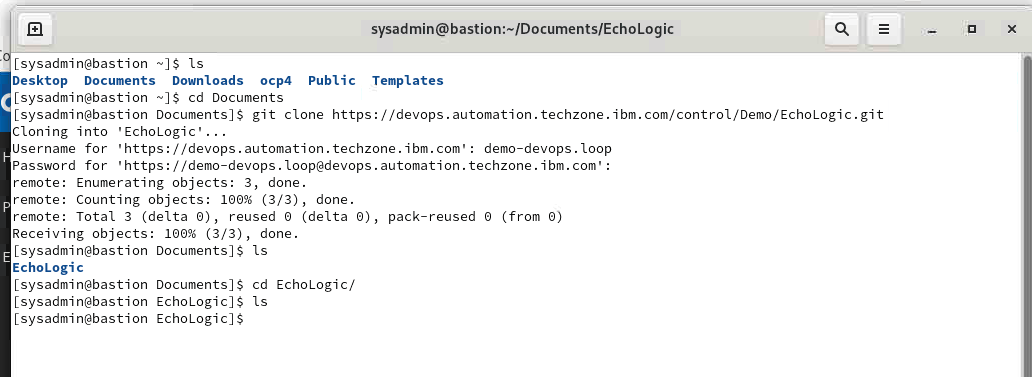 sysadmin@bastion:~/Documents/EchoLogic
[sysadmin@bastion ~]$ ls
Desktop  Documents  Downloads  ocp4  Public  Templates
[sysadmin@bastion ~]$ cd Documents
[sysadmin@bastion Documents]$ git clone https://devops.automation.techzone.ibm.com/control/Demo/EchoLogic.git
Cloning into 'EchoLogic'...
Username for 'https://devops.automation.techzone.ibm.com': demo-devops.loop
Password for 'https://demo-devops.loop@devops.automation.techzone.ibm.com':
remote: Enumerating objects: 3, done.
remote: Counting objects: 100% (3/3), done.
remote: Total 3 (delta 0), reused 0 (delta 0), pack-reused 0 (from 0)
Receiving objects: 100% (3/3), done.
[sysadmin@bastion Documents]$ ls
EchoLogic
[sysadmin@bastion Documents]$ cd EchoLogic/
[sysadmin@bastion EchoLogic]$ ls
[sysadmin@bastion EchoLogic]$